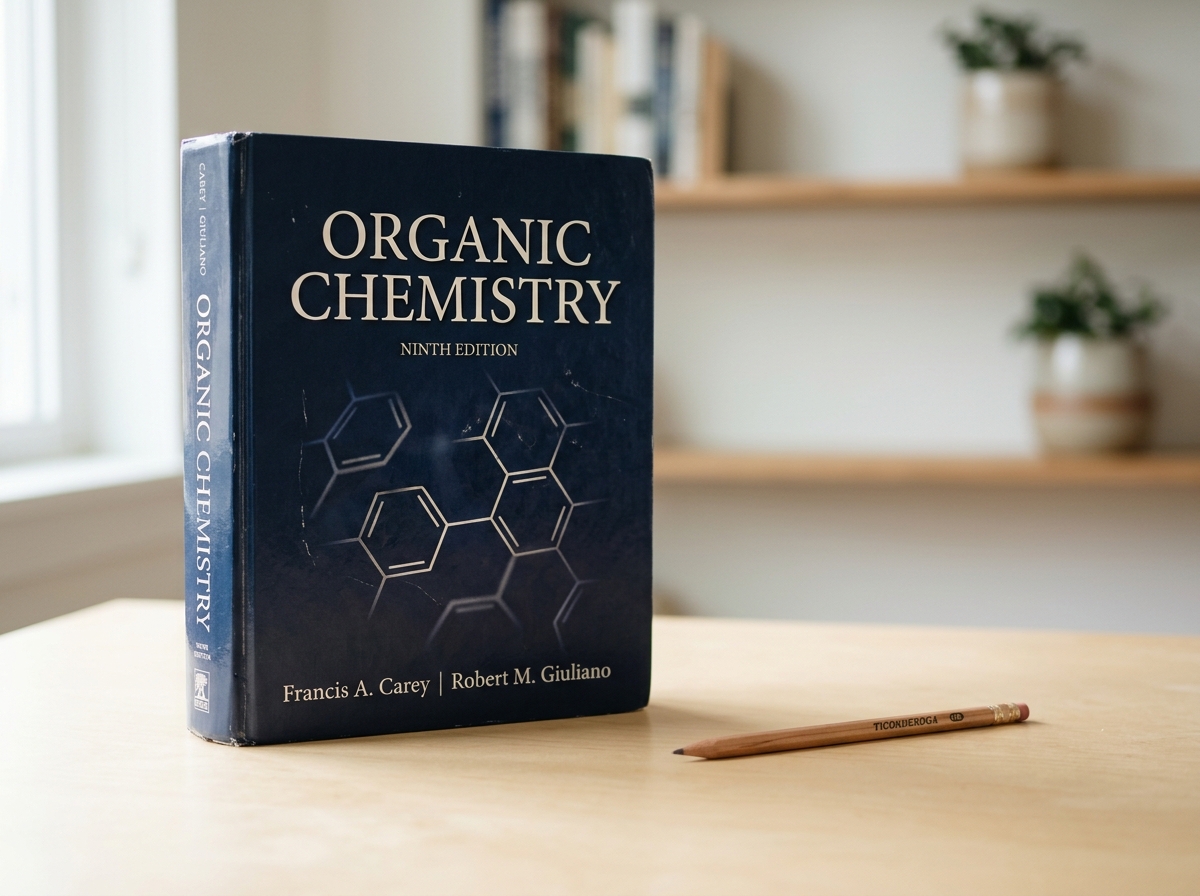 ORGANIC
CHEMISTRY
NINTH EDITION
Francis A. Carey | Robert M. Giuliano
CAREY | GIULIANO
ORGANIC CHEMISTRY
TICONDEROGA